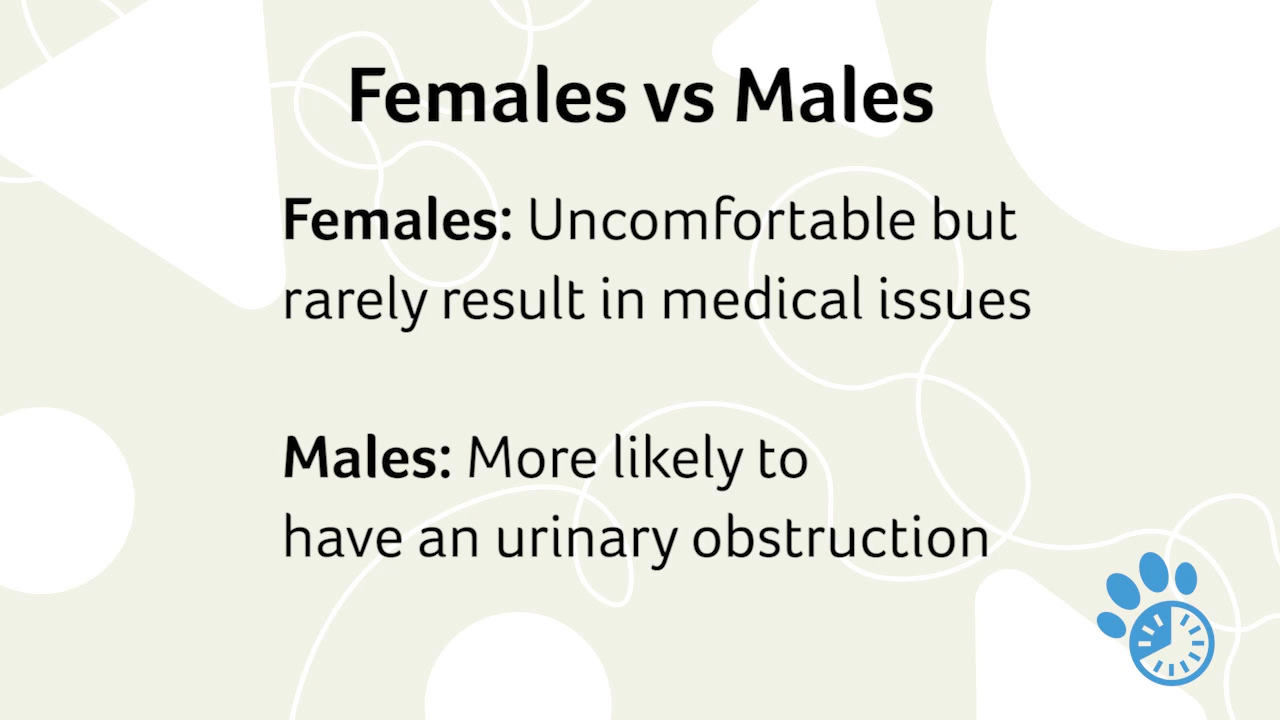 Females vs Males
Females: Uncomfortable but
rarely result in medical issues
Males: More likely to
have an urinary obstruction